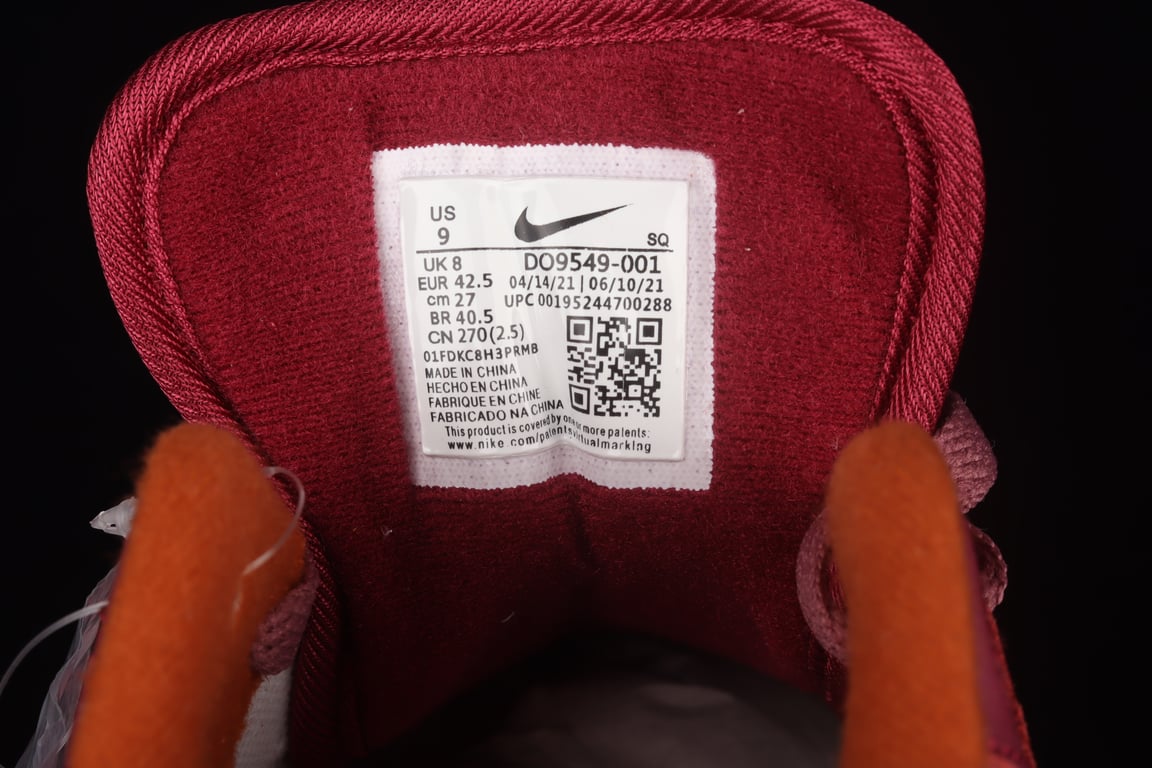 US
9
SQ
UK 8
DO9549-001
EUR 42.5
04/14/21 | 06/10/21
cm 27
UPC 00195244700288
BR 40.5
CN 270(2.5)
01FDKC8H3PRMB
MADE IN CHINA
HECHO EN CHINA
FABRIQUE EN CHINE
FABRICADO NA CHINA
This product is covered by one or more patents:
www.nike.com/patentsvirtualmarking